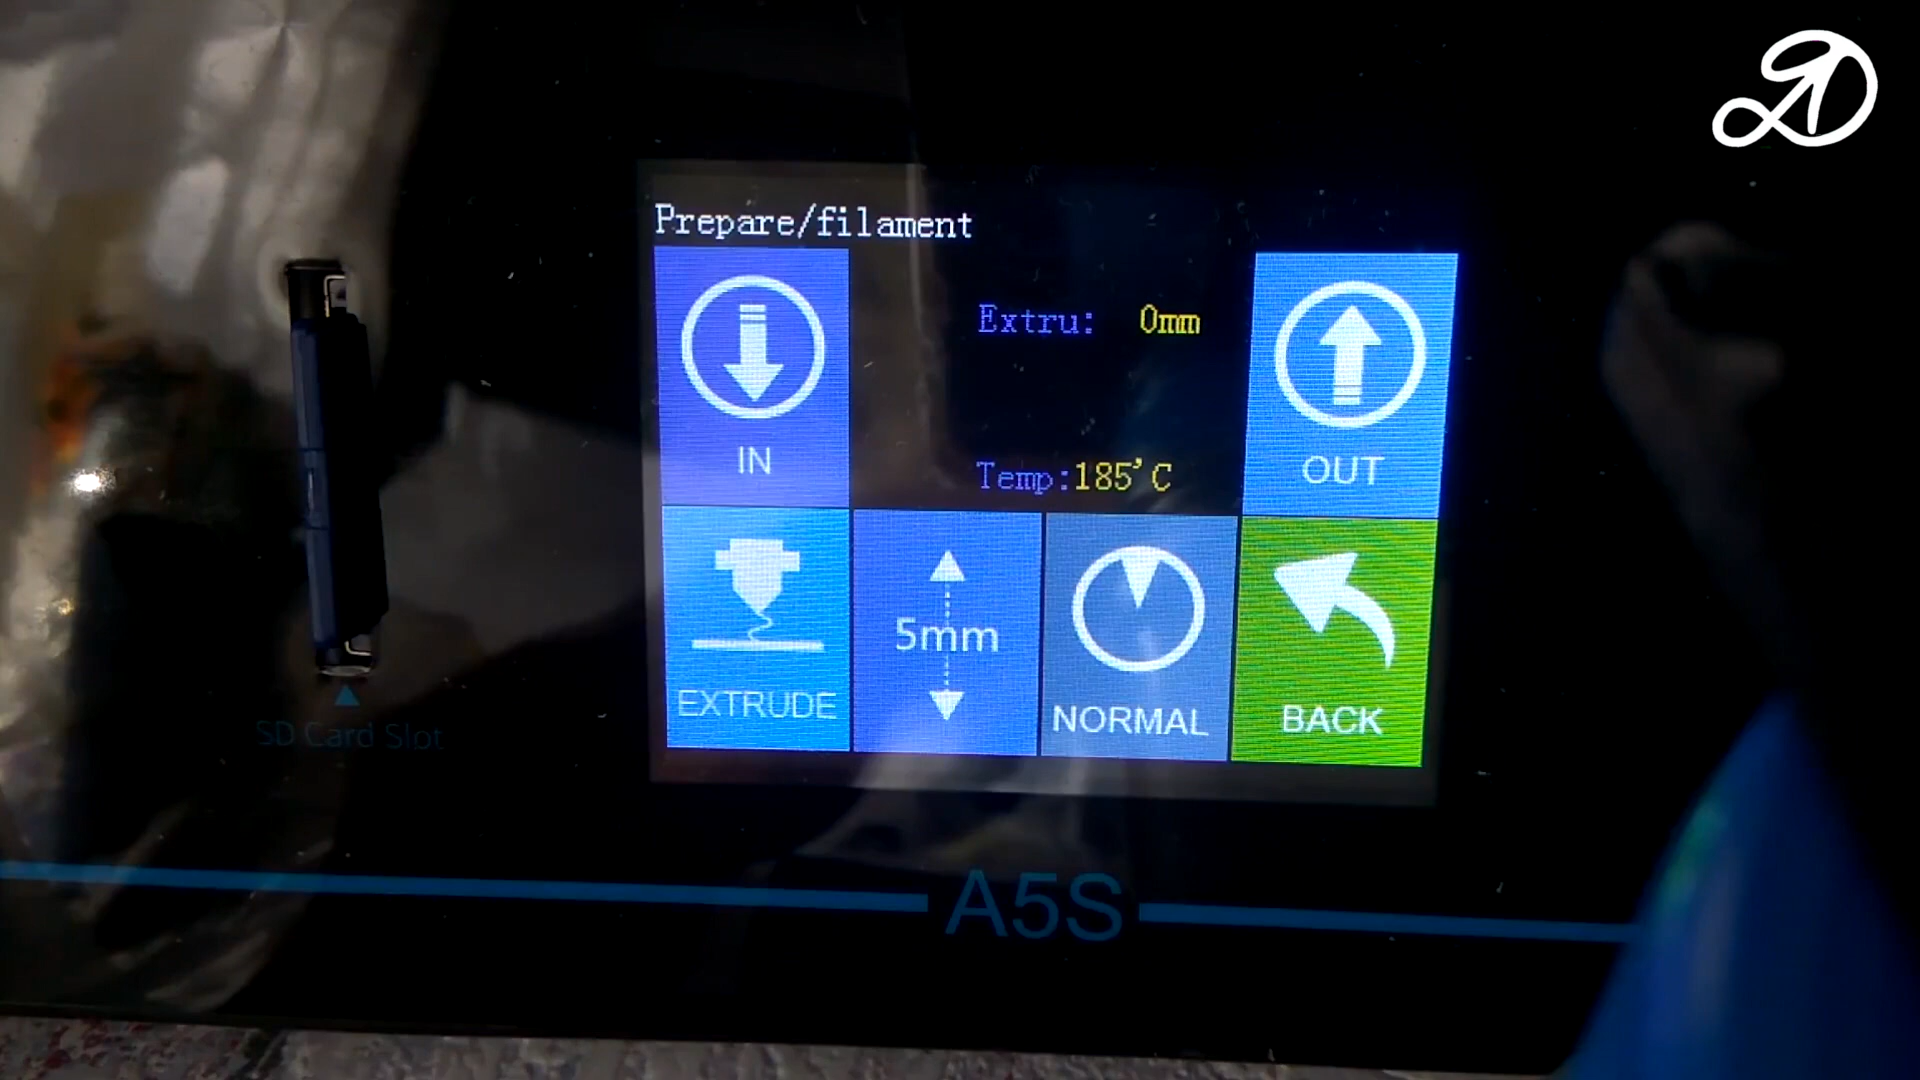 Prepare/filament
IN
Extru: 0mm
Temp:185'C
OUT
EXTRUDE
5mm
NORMAL
BACK
SD Card Slot
A5S